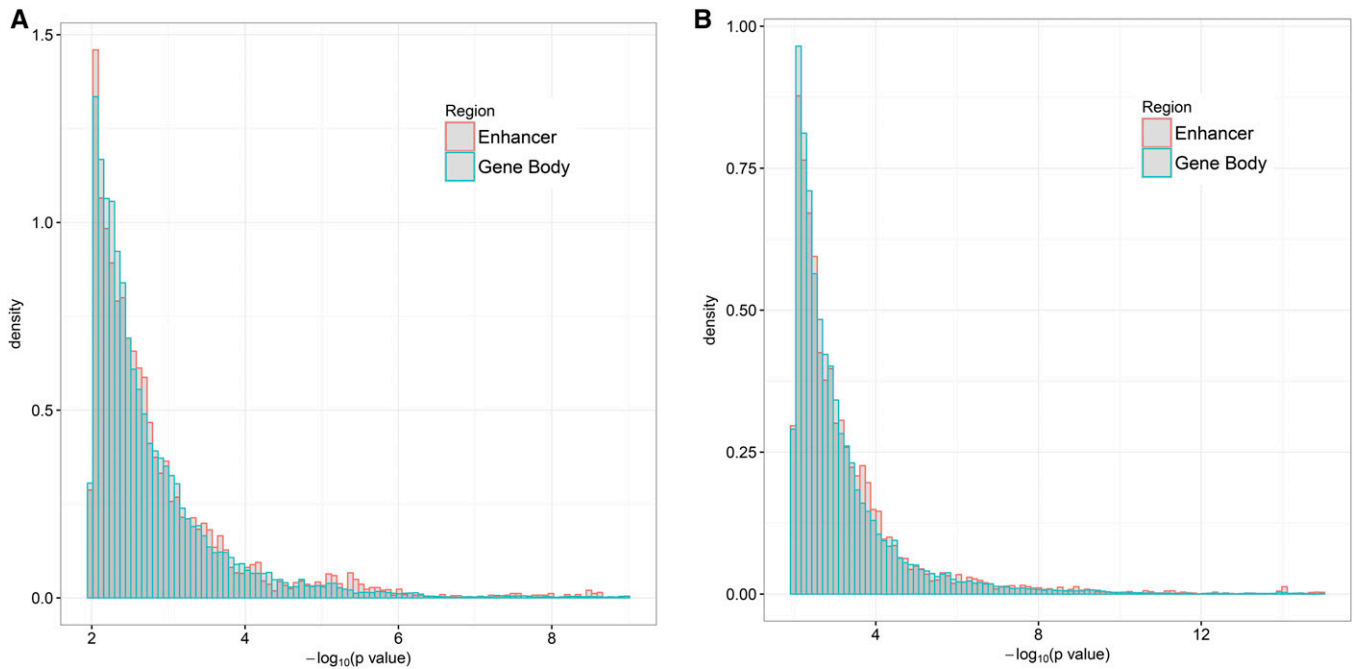 A
1.5
1.0
0.5
0.0
density
2
4
6
8
−log10(p value)
Region
Enhancer
Gene Body
B
1.00
0.75
0.50
0.25
0.00
density
4
8
12
−log10(p value)
Region
Enhancer
Gene Body